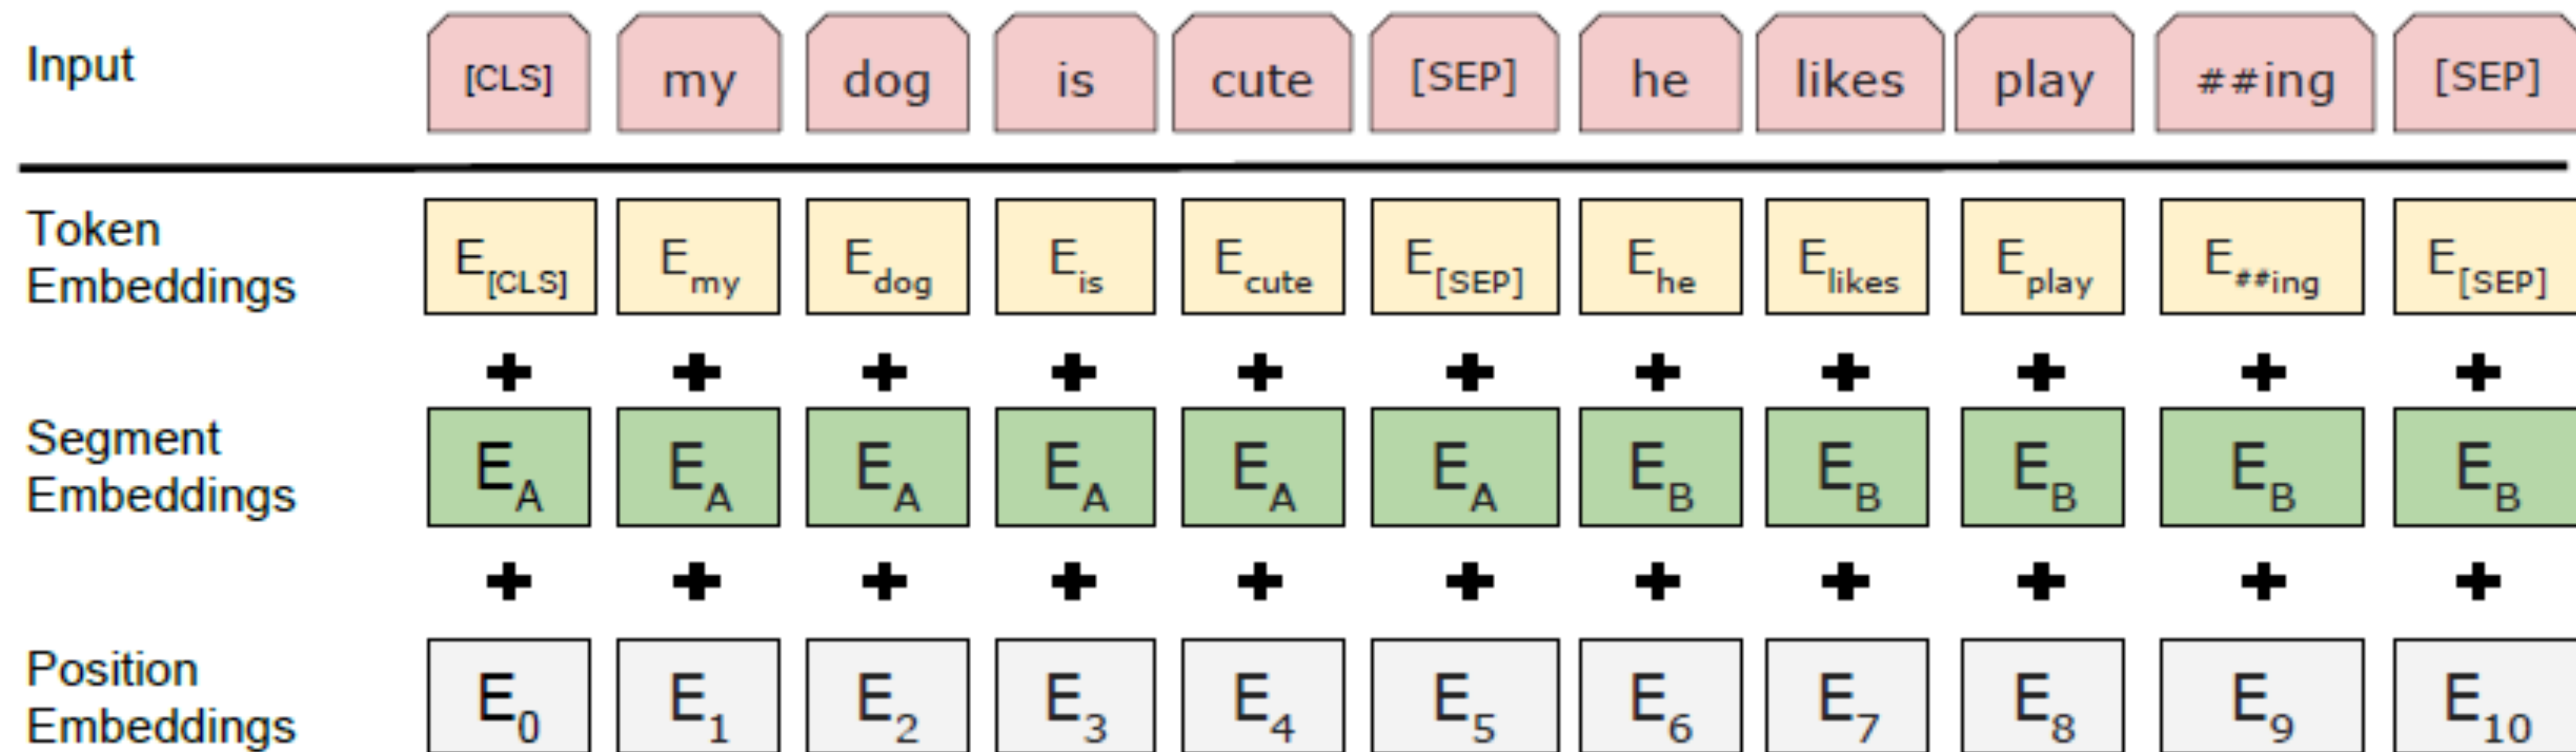 Input [CLS] my dog is cute [SEP] he likes play ##ing [SEP]
Token Embeddings E[CLS] Emy Edog Eis Ecute E[SEP] Ehe Elikes Eplay E##ing E[SEP]
+ + + + + + + + + + +
Segment Embeddings EA EA EA EA EA EA EB EB EB EB EB
+ + + + + + + + + + +
Position Embeddings E0 E1 E2 E3 E4 E5 E6 E7 E8 E9 E10